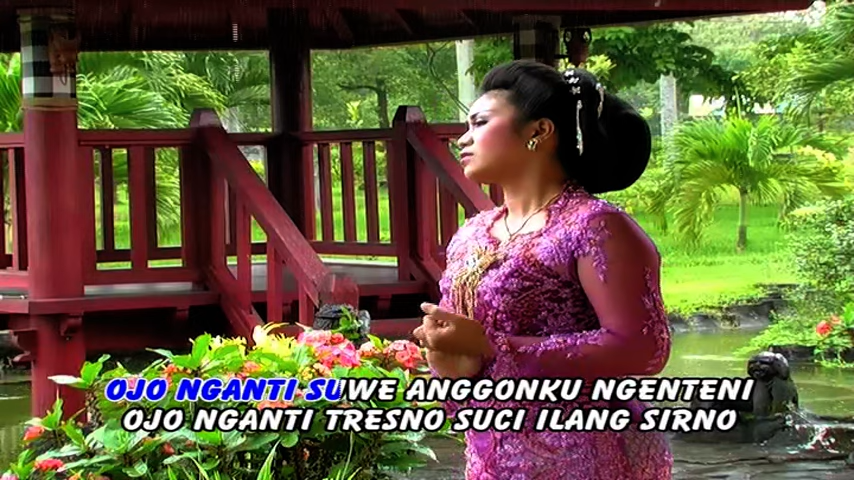 OJO NGANTI SUWE ANGGONKU NGENTENI
OJO NGANTI TRESNO SUCI ILANG SIRNO